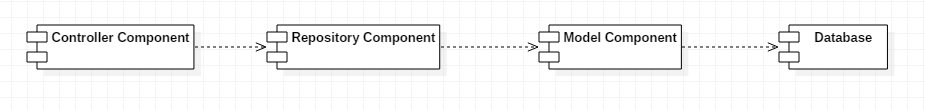 Controller Component
Repository Component
Model Component
Database